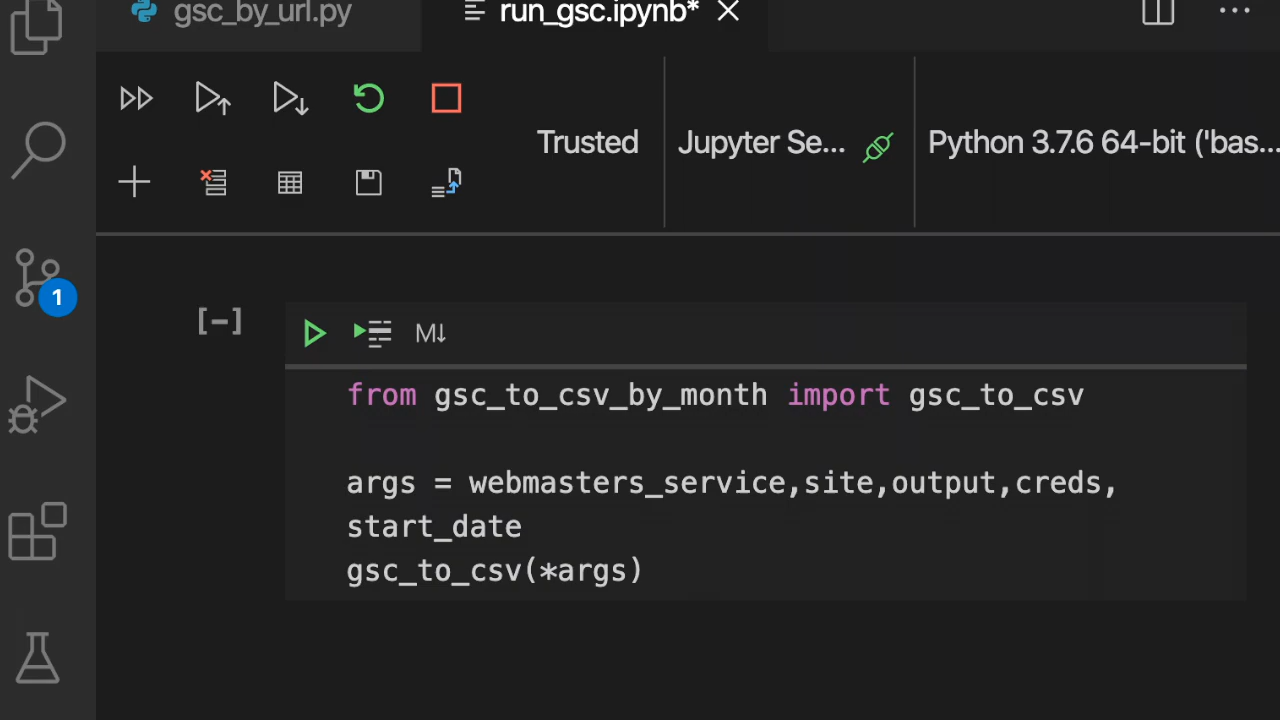 gsc_by_url.py
run_gsc.ipynb*
Trusted
Jupyter Se...
Python 3.7.6 64-bit ('bas...
1
[-]
M↓
from gsc_to_csv_by_month import gsc_to_csv
args = webmasters_service,site,output,creds,
start_date
gsc_to_csv(*args)